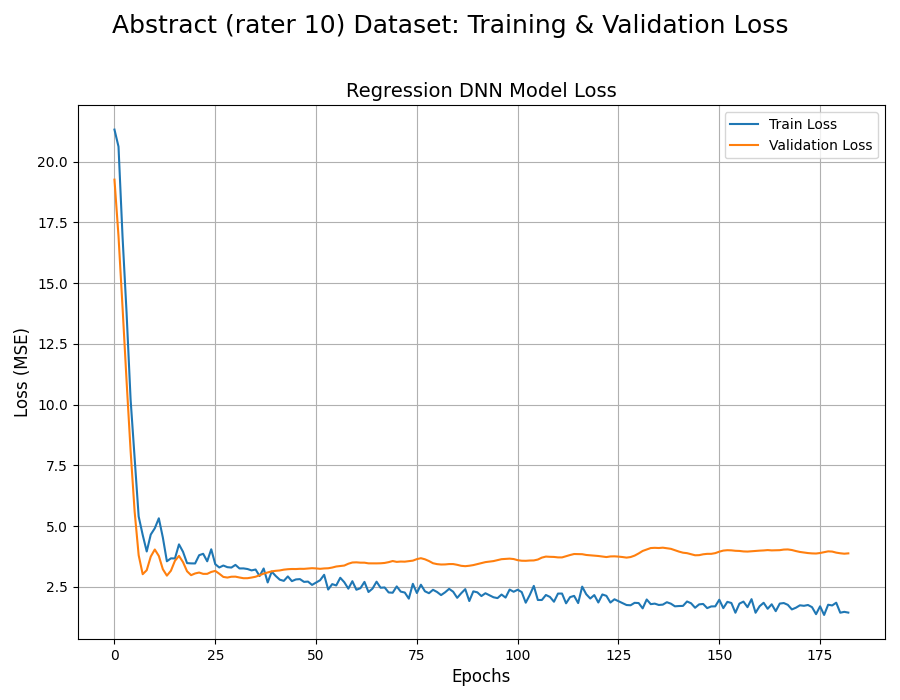 Abstract (rater 10) Dataset: Training & Validation Loss
Regression DNN Model Loss
Train Loss
Validation Loss
20.0
17.5
15.0
12.5
10.0
7.5
5.0
2.5
Loss (MSE)
0 25 50 75 100 125 150 175
Epochs